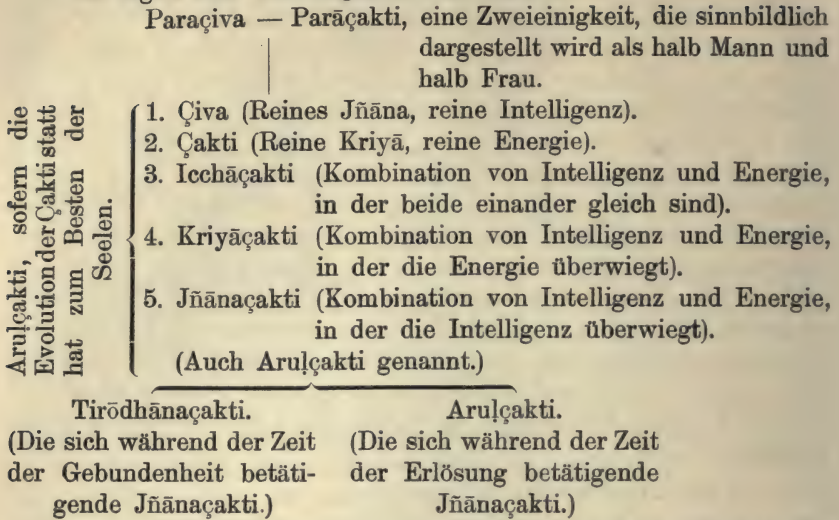 Paraçiva — Parāçakti, eine Zweieinigkeit, die sinnbildlich
dargestellt wird als halb Mann und
halb Frau.
Aruḷçakti, sofern die
Evolution der Çakti statt
hat zum Besten der
Seelen.
1. Çiva (Reines Jñāna, reine Intelligenz).
2. Çakti (Reine Kriyā, reine Energie).
3. Icchāçakti (Kombination von Intelligenz und Energie,
in der beide einander gleich sind).
4. Kriyāçakti (Kombination von Intelligenz und Energie,
in der die Energie überwiegt).
5. Jñānaçakti (Kombination von Intelligenz und Energie,
in der die Intelligenz überwiegt).
(Auch Aruḷçakti genannt.)
Tirōdhānaçakti.
(Die sich während der Zeit
der Gebundenheit betäti-
gende Jñānaçakti.)
Aruḷçakti.
(Die sich während der Zeit
der Erlösung betätigende
Jñānaçakti.)